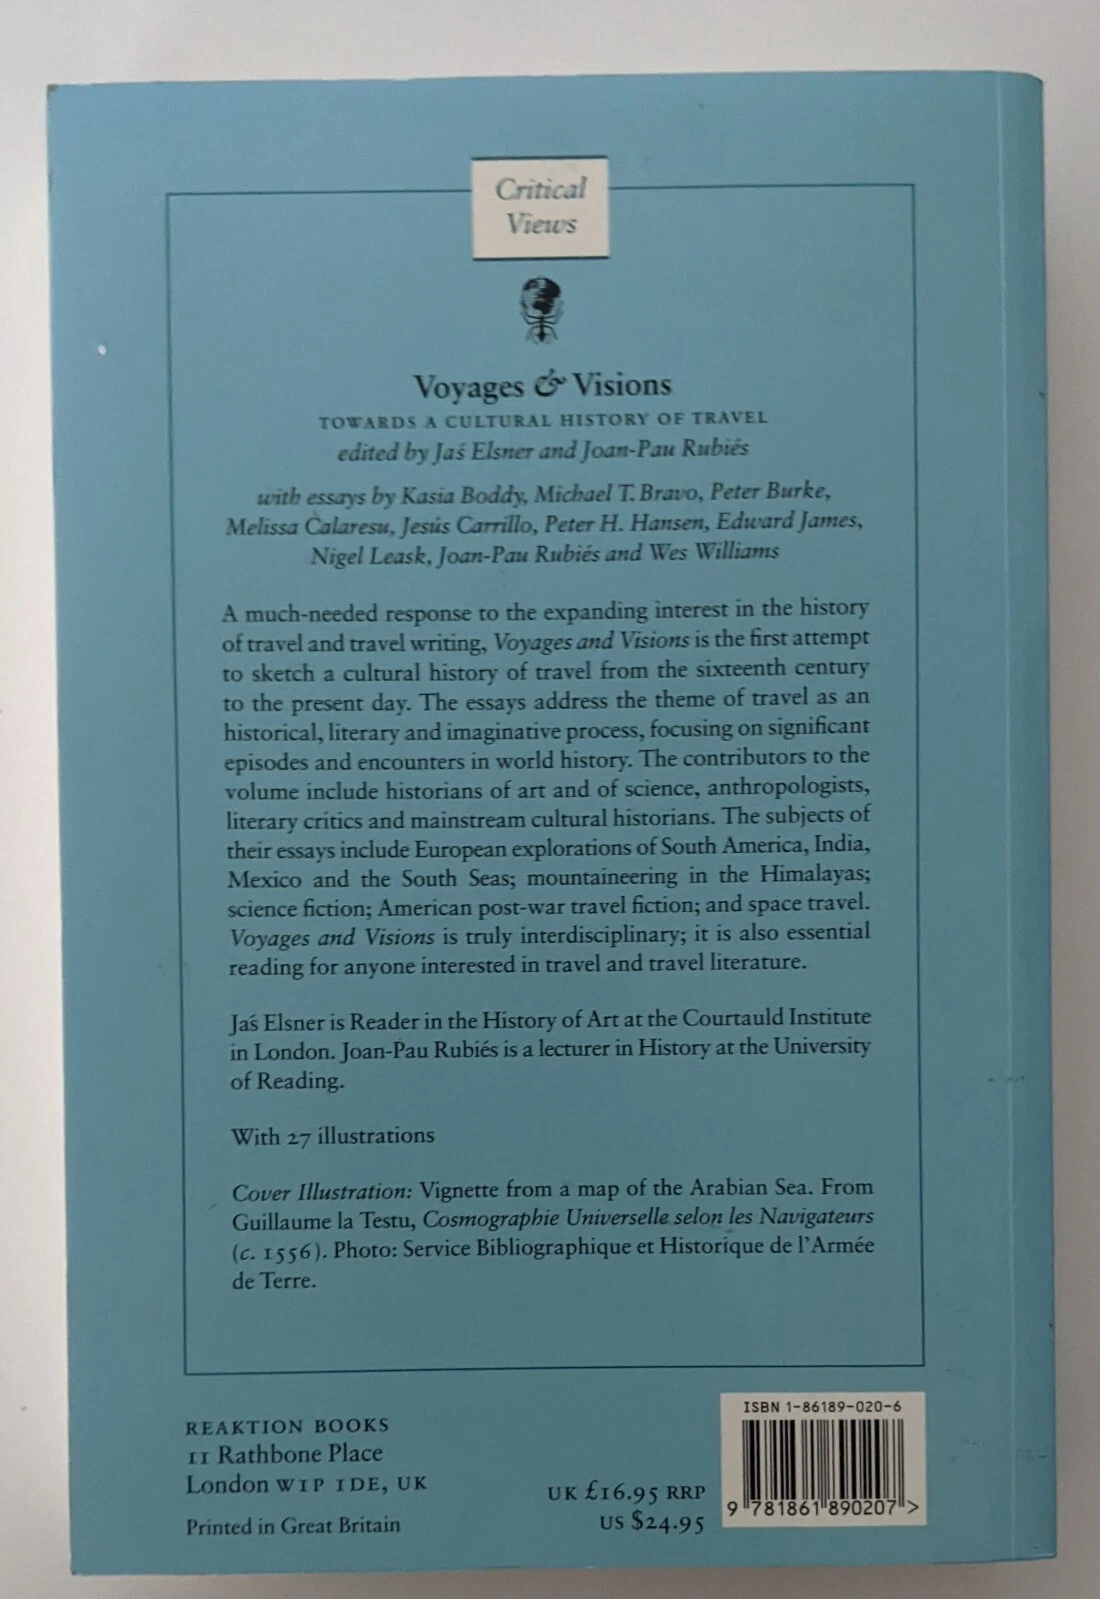 Critical
Views
Voyages & Visions
TOWARDS A CULTURAL HISTORY OF TRAVEL
edited by Jaś Elsner and Joan-Pau Rubiés
with essays by Kasia Boddy, Michael T. Bravo, Peter Burke,
Melissa Calaresu, Jesús Carrillo, Peter H. Hansen, Edward James,
Nigel Leask, Joan-Pau Rubiés and Wes Williams
A much-needed response to the expanding interest in the history
of travel and travel writing, Voyages and Visions is the first attempt
to sketch a cultural history of travel from the sixteenth century
to the present day. The essays address the theme of travel as an
historical, literary and imaginative process, focusing on significant
episodes and encounters in world history. The contributors to the
volume include historians of art and of science, anthropologists,
literary critics and mainstream cultural historians. The subjects of
their essays include European explorations of South America, India,
Mexico and the South Seas; mountaineering in the Himalayas;
science fiction; American post-war travel fiction; and space travel.
Voyages and Visions is truly interdisciplinary; it is also essential
reading for anyone interested in travel and travel literature.
Jaś Elsner is Reader in the History of Art at the Courtauld Institute
in London. Joan-Pau Rubiés is a lecturer in History at the University
of Reading.
With 27 illustrations
Cover Illustration: Vignette from a map of the Arabian Sea. From
Guillaume la Testu, Cosmographie Universelle selon les Navigateurs
(c. 1556). Photo: Service Bibliographique et Historique de l'Armée
de Terre.
REAKTION BOOKS
11 Rathbone Place
London W1P 1DE, UK
Printed in Great Britain
UK £16.95 RRP
US $24.95
ISBN 1-86189-020-6
9 781861 890207 >